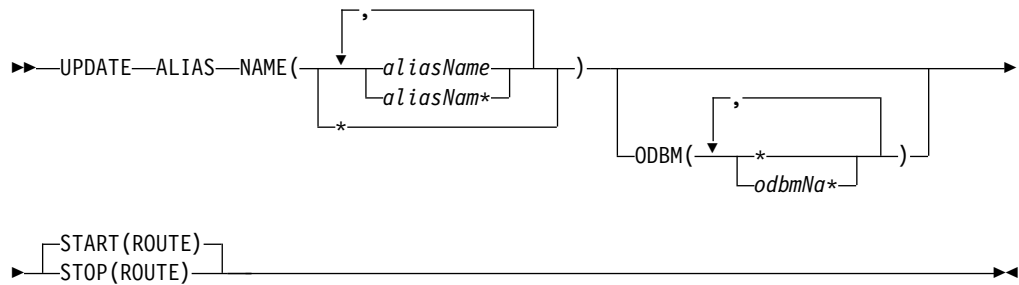 ,
UPDATE ALIAS NAME( aliasName )
aliasNam*
*
,
ODBM( * )
odbmNa*
START(ROUTE)
STOP(ROUTE)